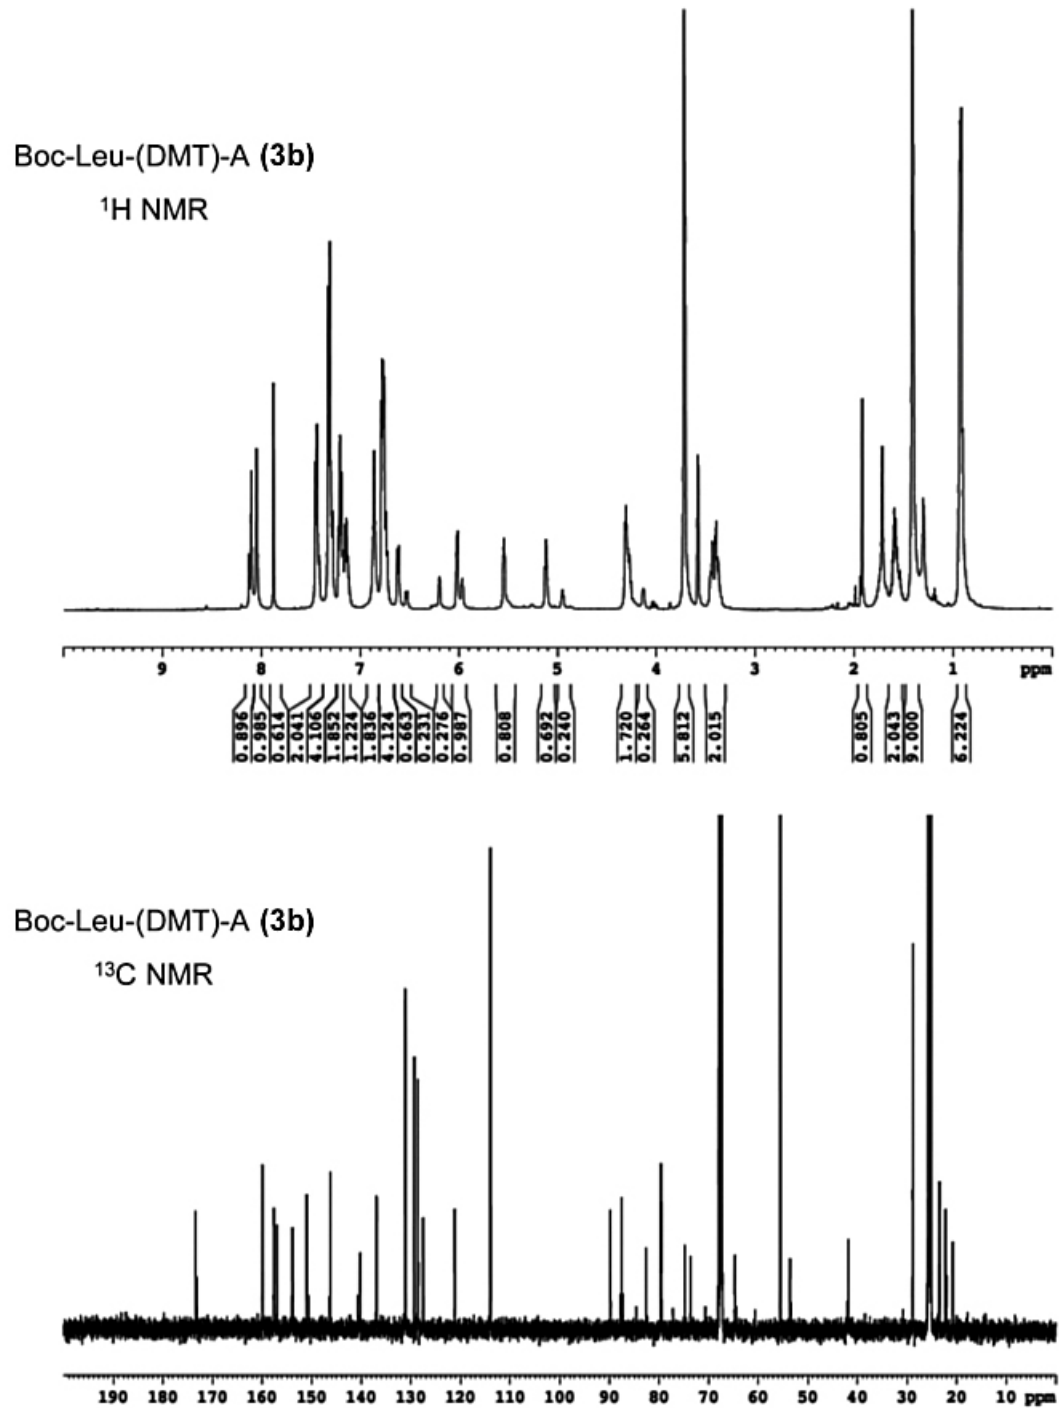 Boc-Leu-(DMT)-A (3b)
¹H NMR
9 8 7 6 5 4 3 2 1 ppm
0.896 0.985 0.614 2.041 4.106 1.852 1.224 1.836 4.124 0.663 0.231 0.276 0.987 0.808 0.692 0.240 1.720 0.264 5.812 2.015 0.805 2.043 9.000 6.224
Boc-Leu-(DMT)-A (3b)
¹³C NMR
190 180 170 160 150 140 130 120 110 100 90 80 70 60 50 40 30 20 10 ppm